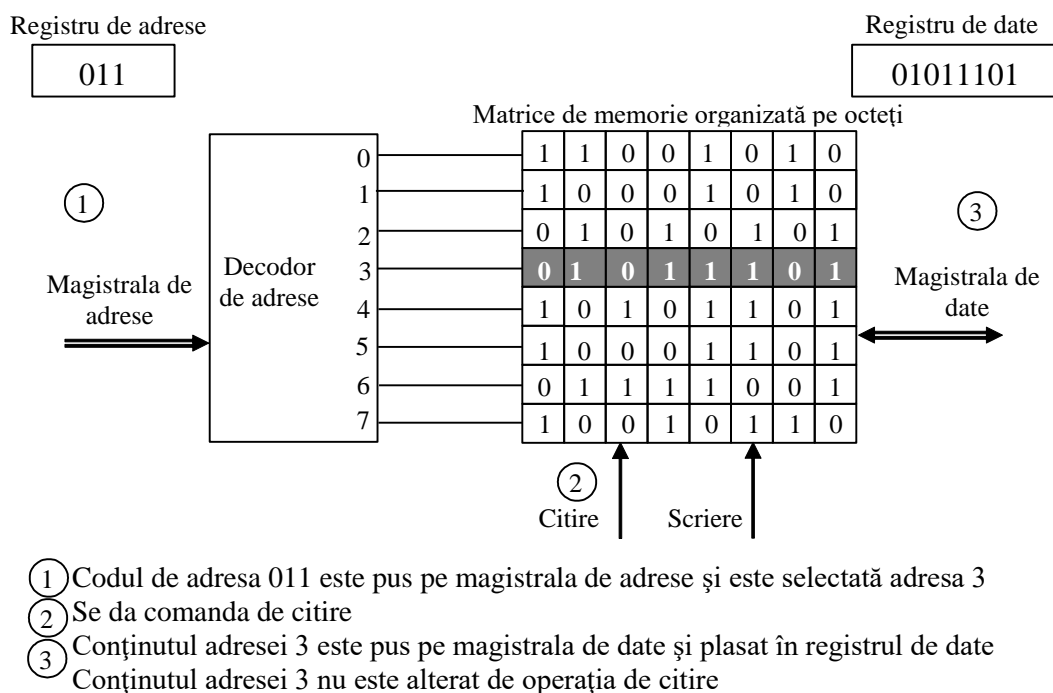 Registru de adrese
Registru de date
011
01011101
Matrice de memorie organizată pe octeți
0 1 1 0 0 1 0 1 0
1 1 0 0 0 1 0 1 0
2 0 1 0 1 0 1 0 1
3 0 1 0 1 1 1 0 1
4 1 0 1 0 1 1 0 1
5 1 0 0 0 1 1 0 1
6 0 1 1 1 1 0 0 1
7 1 0 0 1 0 1 1 0
1
Magistrala de
adrese
Decodor
de adrese
3
Magistrala de
date
2
Citire
Scriere
1 Codul de adresa 011 este pus pe magistrala de adrese şi este selectată adresa 3
2 Se da comanda de citire
3 Conţinutul adresei 3 este pus pe magistrala de date şi plasat în registrul de date
Conţinutul adresei 3 nu este alterat de operaţia de citire